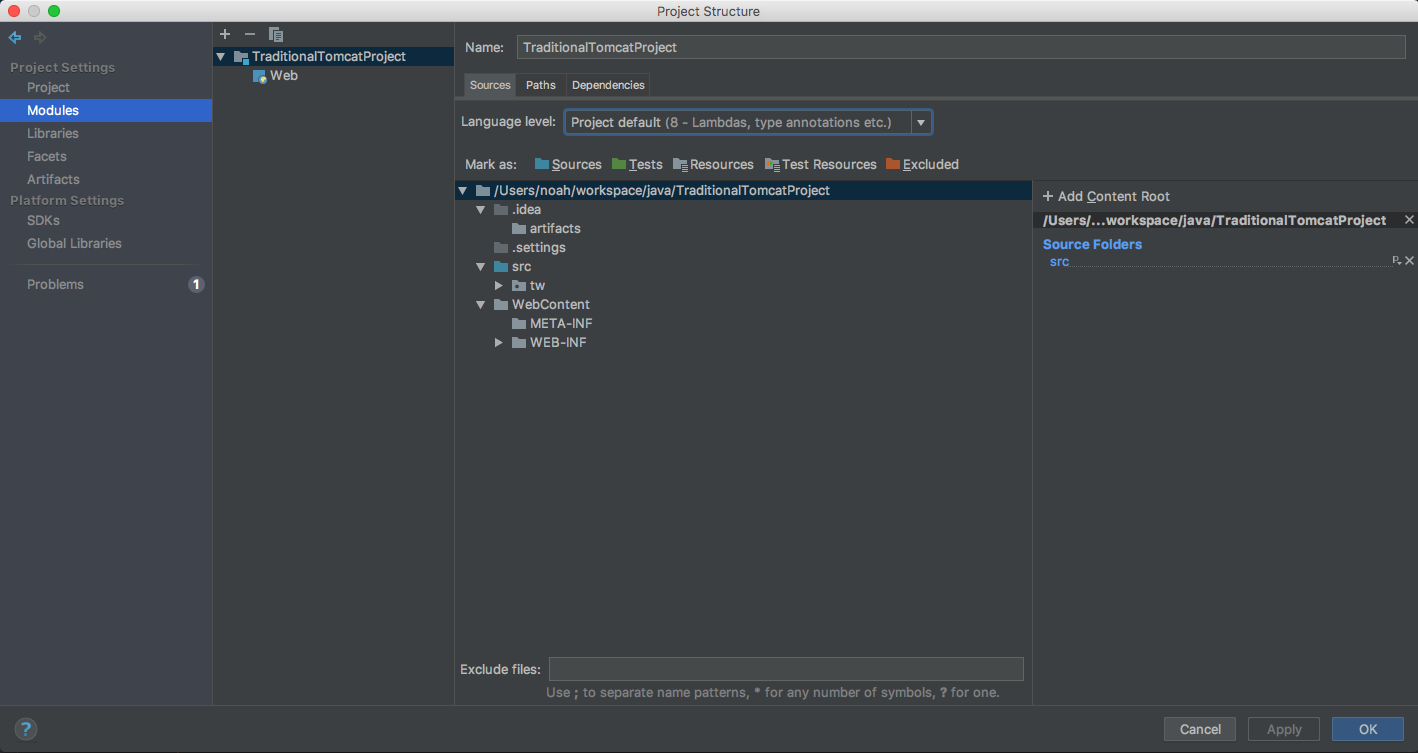 Project Structure
Project Settings
Project
Modules
Libraries
Facets
Artifacts
Platform Settings
SDKs
Global Libraries
Problems 1
TraditionalTomcatProject
Web
Name: TraditionalTomcatProject
Sources Paths Dependencies
Language level: Project default (8 - Lambdas, type annotations etc.)
Mark as: Sources Tests Resources Test Resources Excluded
/Users/noah/workspace/java/TraditionalTomcatProject
.idea
artifacts
.settings
src
tw
WebContent
META-INF
WEB-INF
+ Add Content Root
/Users/...workspace/java/TraditionalTomcatProject
Source Folders
src
Exclude files:
Use ; to separate name patterns, * for any number of symbols, ? for one.
? Cancel Apply OK